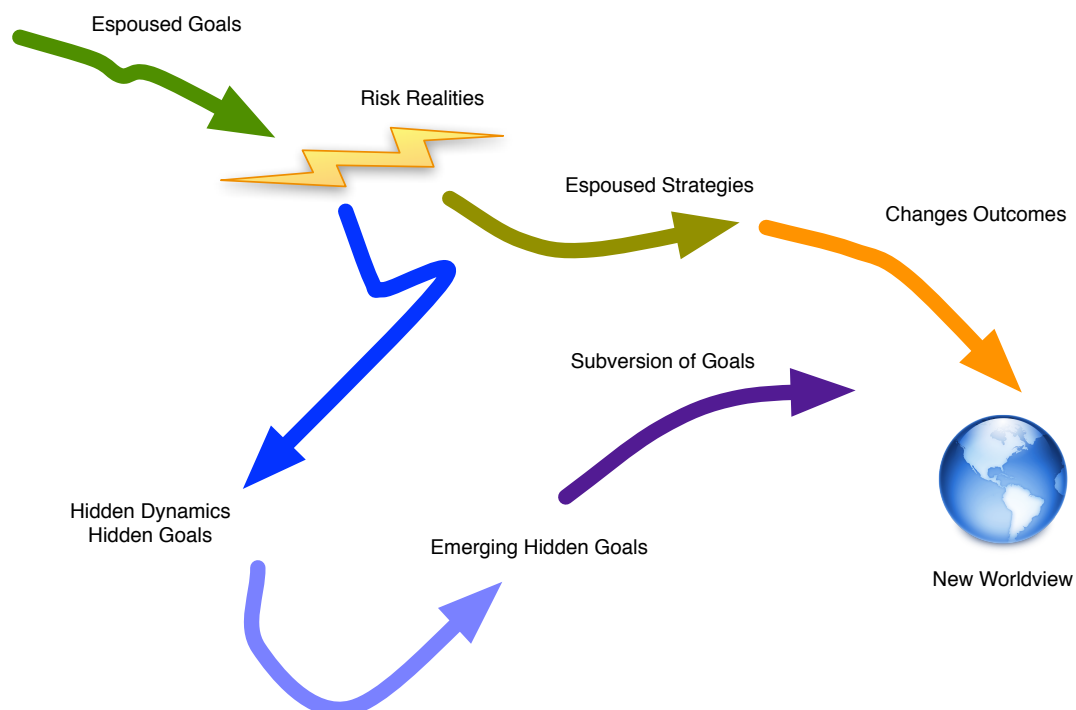 Espoused Goals
Risk Realities
Espoused Strategies
Changes Outcomes
Subversion of Goals
Hidden Dynamics
Hidden Goals
Emerging Hidden Goals
New Worldview